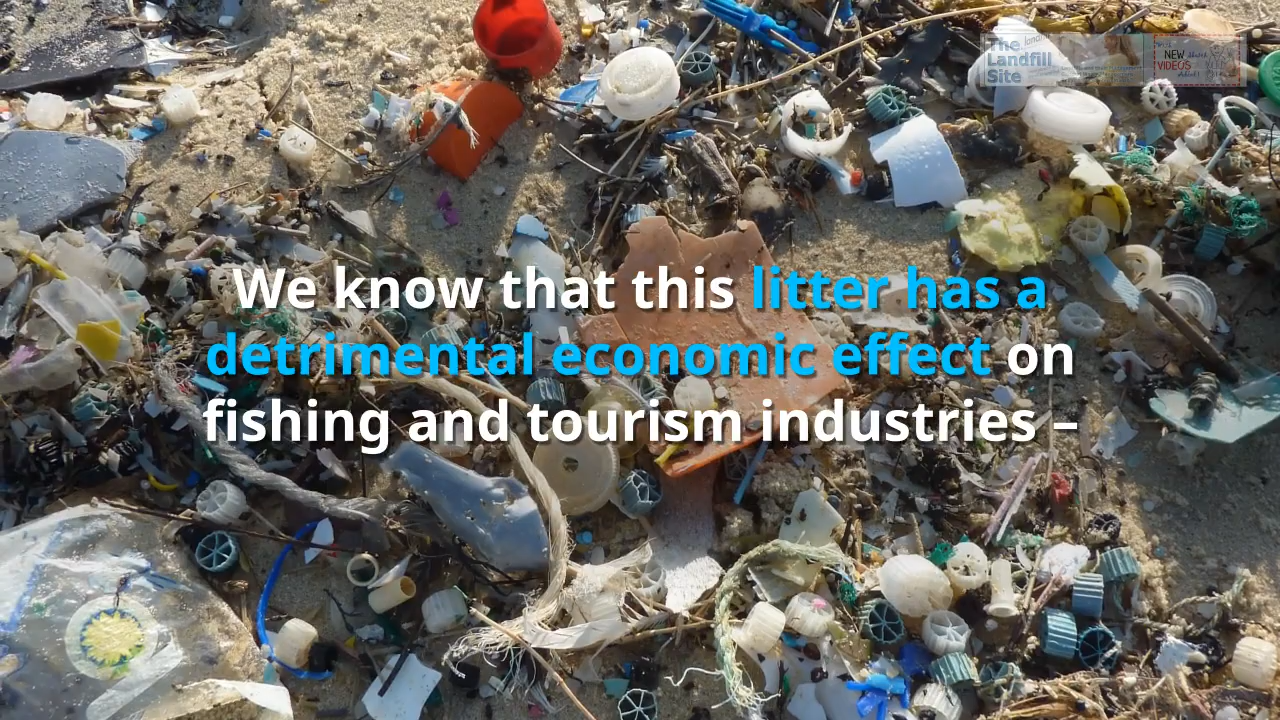 The
Landfill
Site
NEW
VIDEOS
We know that this litter has a
detrimental economic effect on
fishing and tourism industries –